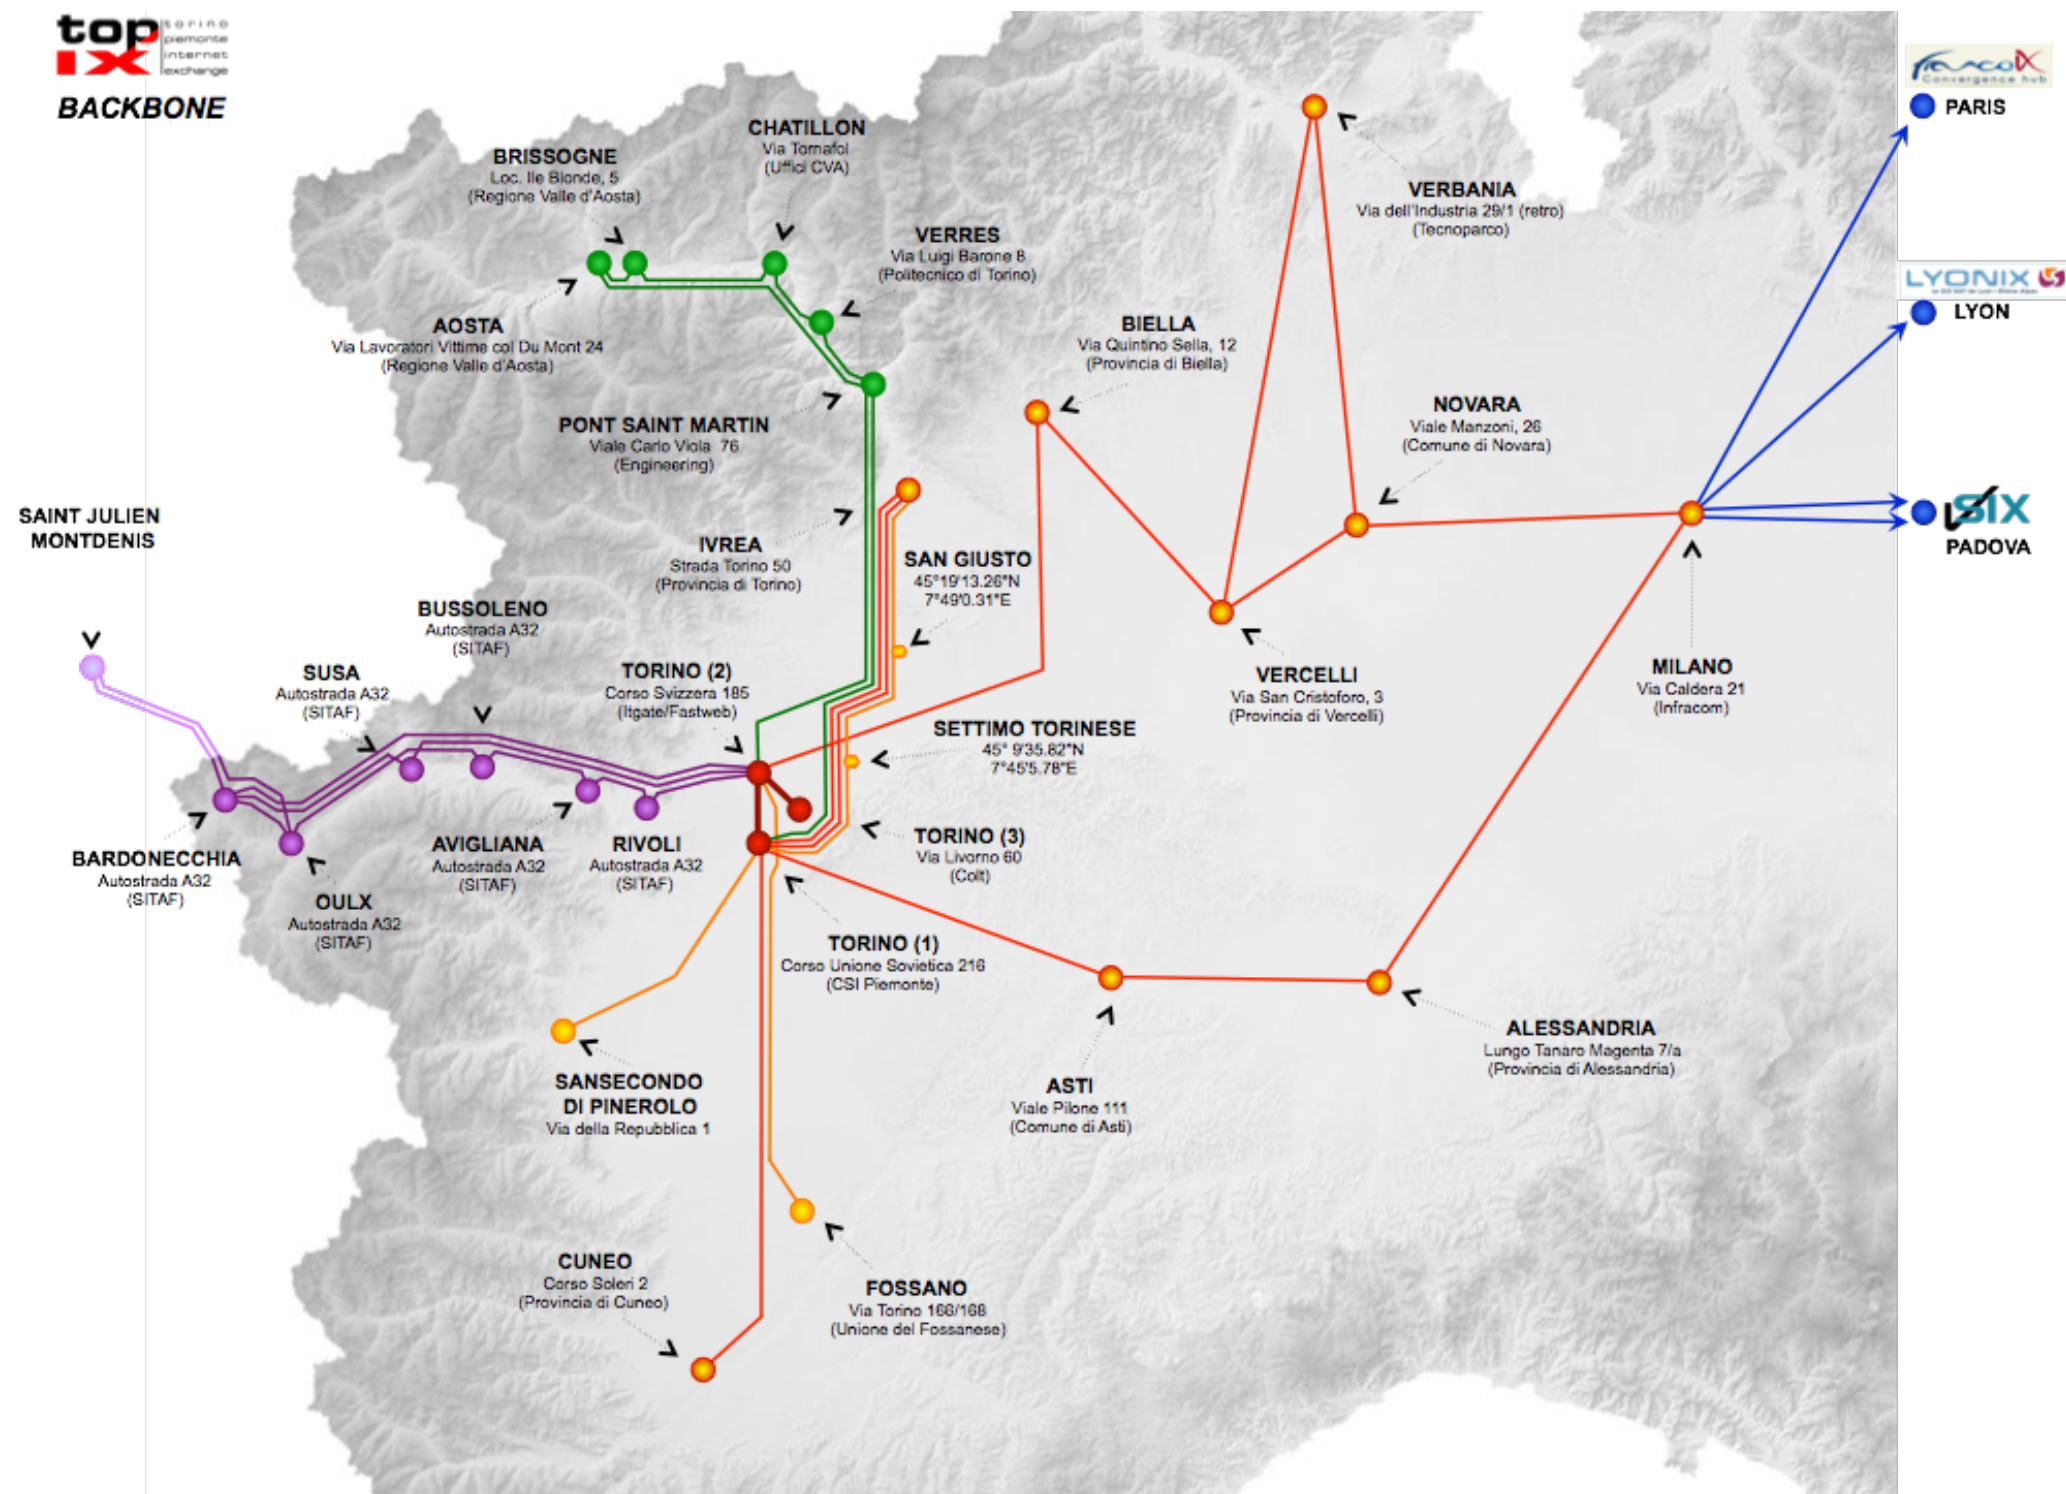 top
ix
torino
piemonte
internet
exchange
BACKBONE
CHATILLON
Via Tornafol
(Uffici CVA)
BRISSOGNE
Loc. Ile Blonde, 5
(Regione Valle d'Aosta)
VERRES
Via Luigi Barone 8
(Politecnico di Torino)
AOSTA
Via Lavoratori Vittime col Du Mont 24
(Regione Valle d'Aosta)
PONT SAINT MARTIN
Viale Carlo Viola 76
(Engineering)
IVREA
Strada Torino 50
(Provincia di Torino)
SAN GIUSTO
45°19'13.26"N
7°49'0.31"E
BIELLA
Via Quintino Sella, 12
(Provincia di Biella)
VERBANIA
Via dell'Industria 29/1 (retro)
(Tecnoparco)
NOVARA
Viale Manzoni, 26
(Comune di Novara)
VERCELLI
Via San Cristoforo, 3
(Provincia di Vercelli)
MILANO
Via Caldera 21
(Infracom)
Convergence hub
PARIS
LYONIX
LYON
VSIX
PADOVA
SAINT JULIEN
MONTDENIS
BUSSOLENO
Autostrada A32
(SITAF)
SUSA
Autostrada A32
(SITAF)
TORINO (2)
Corso Svizzera 185
(Itgate/Fastweb)
SETTIMO TORINESE
45° 9'35.82"N
7°45'5.78"E
BARDONECCHIA
Autostrada A32
(SITAF)
OULX
Autostrada A32
(SITAF)
AVIGLIANA
Autostrada A32
(SITAF)
RIVOLI
Autostrada A32
(SITAF)
TORINO (3)
Via Livorno 60
(Colt)
TORINO (1)
Corso Unione Sovietica 216
(CSI Piemonte)
SANSECONDO
DI PINEROLO
Via della Repubblica 1
ASTI
Viale Pilone 111
(Comune di Asti)
ALESSANDRIA
Lungo Tanaro Magenta 7/a
(Provincia di Alessandria)
CUNEO
Corso Soleri 2
(Provincia di Cuneo)
FOSSANO
Via Torino 166/168
(Unione del Fossanese)